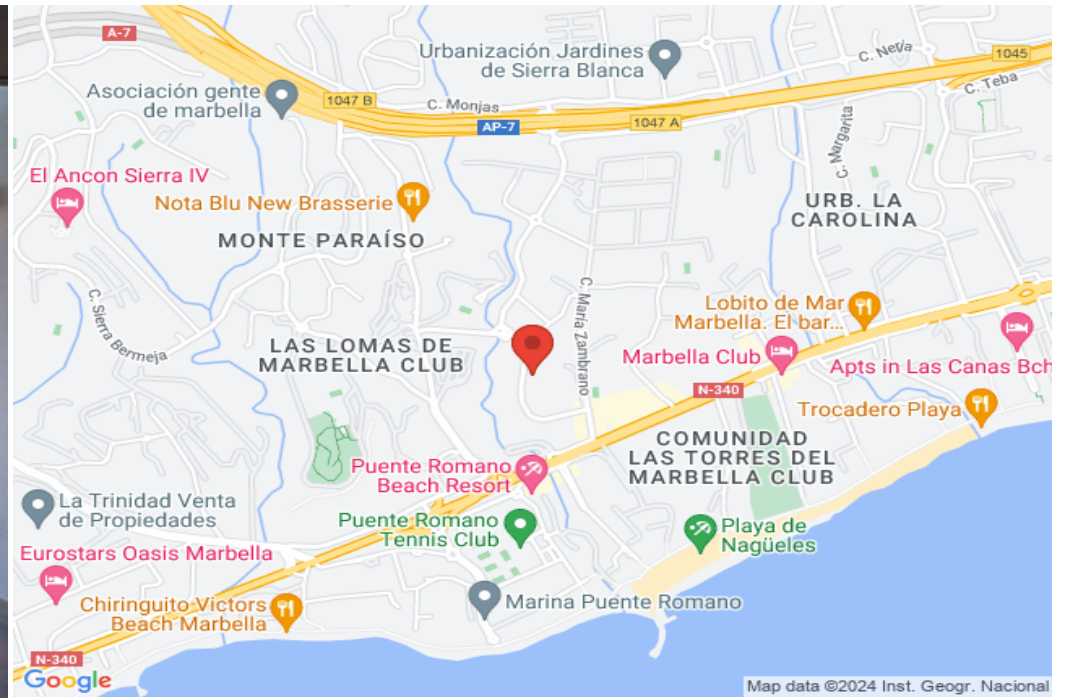 A-7
Urbanización Jardines
de Sierra Blanca
C. Nería
1045
Asociación gente
de marbella
1047 B
C. Monjas
AP-7
1047 A
C. Teba
C. Margarita
El Ancon Sierra IV
Nota Blu New Brasserie
MONTE PARAÍSO
URB. LA
CAROLINA
C. Sierra Bermeja
C. María Zambrano
Lobito de Mar
Marbella. El bar...
LAS LOMAS DE
MARBELLA CLUB
Marbella Club
Apts in Las Canas Bch
N-340
Trocadero Playa
COMUNIDAD
LAS TORRES DEL
MARBELLA CLUB
Puente Romano
Beach Resort
La Trinidad Venta
de Propiedades
Puente Romano
Tennis Club
Playa de
Nagüeles
Eurostars Oasis Marbella
Chiringuito Victors
Beach Marbella
Marina Puente Romano
N-340
Google
Map data ©2024 Inst. Geogr. Nacional